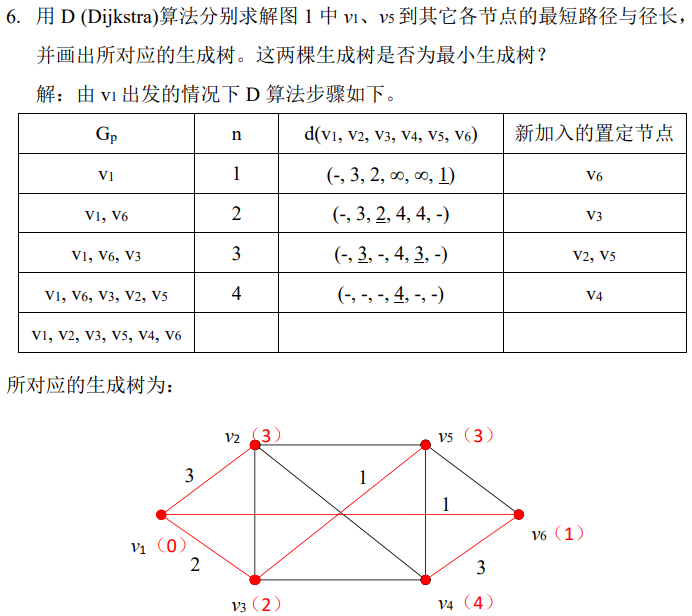 6. 用 D (Dijkstra)算法分别求解图 1 中 v1、v5 到其它各节点的最短路径与径长，
并画出所对应的生成树。这两棵生成树是否为最小生成树？
解：由 v1 出发的情况下 D 算法步骤如下。
Gp n d(v1, v2, v3, v4, v5, v6) 新加入的置定节点
v1 1 (-, 3, 2, ∞, ∞, 1) v6
v1, v6 2 (-, 3, 2, 4, 4, -) v3
v1, v6, v3 3 (-, 3, -, 4, 3, -) v2, v5
v1, v6, v3, v2, v5 4 (-, -, -, 4, -, -) v4
v1, v2, v3, v5, v4, v6
所对应的生成树为：
v2（3） v5（3）
3 1
1
v1（0） v6（1）
2 3
v3（2） v4（4）